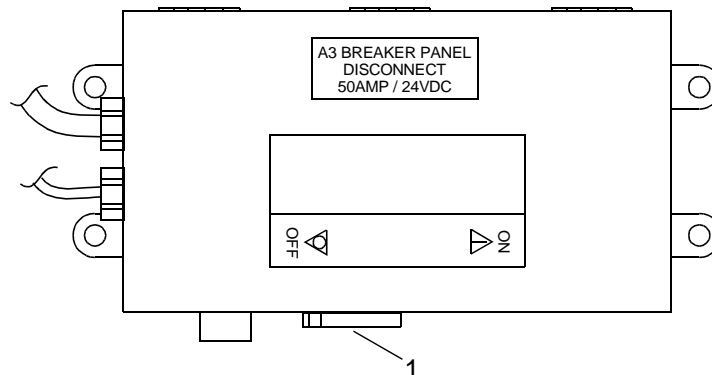 A3 BREAKER PANEL
DISCONNECT
50AMP / 24VDC
OFF
ON
1